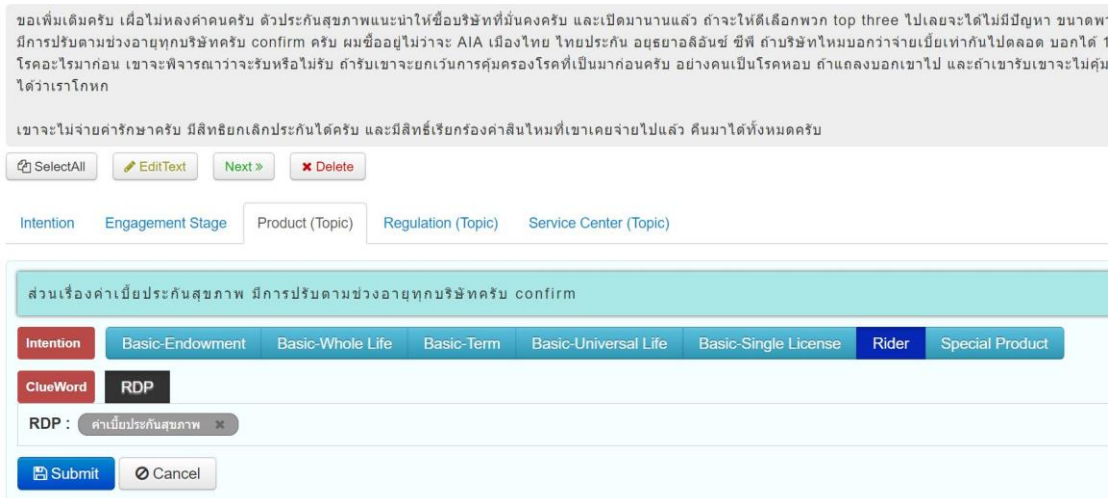 ขอเพิ่มเติมครับ เผื่อไม่หลงค่าคนครับ ตัวประกันสุขภาพแนะนำให้ซื้อบริษัทที่มั่นคงครับ และเปิดมานานแล้ว ถ้าจะให้ดีเลือกพวก top three ไปเลยจะได้ไม่มีปัญหา ขนาดพ
มีการปรับตามช่วงอายุทุกบริษัทครับ confirm ครับ ผมซื้ออยู่ไม่ว่าจะ AIA เมืองไทย ไทยประกัน อยุธยาอลิอันซ์ ซีพี ถ้าบริษัทไหมบอกว่าจ่ายเบี้ยเท่ากันไปตลอด บอกได้ 1
โรคอะไรมาก่อน เขาจะพิจารณาว่าจะรับหรือไม่รับ ถ้ารับเขาจะยกเว้นการคุ้มครองโรคที่เป็นมาก่อนครับ อย่างคนเป็นโรคหอบ ถ้าแถลงบอกเขาไป และถ้าเขารับเขาจะไม่คุ้ม
ได้ว่าเราโกหก
เขาจะไม่จ่ายค่ารักษาครับ มีสิทธิยกเลิกประกันได้ครับ และมีสิทธิ์เรียกร้องค่าสินไหมที่เขาเคยจ่ายไปแล้ว คืนมาได้ทั้งหมดครับ
SelectAll EditText Next » Delete
Intention Engagement Stage Product (Topic) Regulation (Topic) Service Center (Topic)
ส่วนเรื่องค่าเบี้ยประกันสุขภาพ มีการปรับตามช่วงอายุทุกบริษัทครับ confirm
Intention Basic-Endowment Basic-Whole Life Basic-Term Basic-Universal Life Basic-Single License Rider Special Product
ClueWord RDP
RDP : ค่าเบี้ยประกันสุขภาพ ×
Submit Cancel